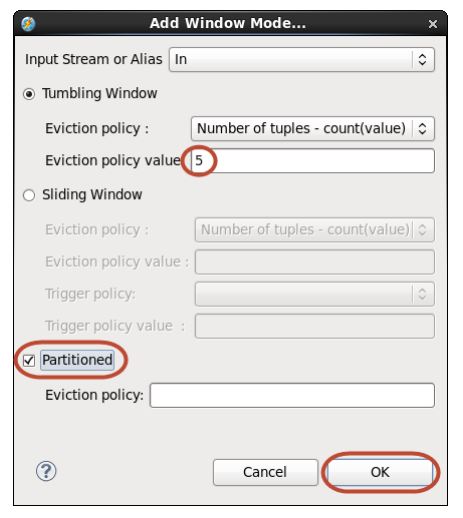 Add Window Mode...
Input Stream or Alias In
Tumbling Window
Eviction policy : Number of tuples - count(value)
Eviction policy value 5
Sliding Window
Eviction policy : Number of tuples - count(value)
Eviction policy value :
Trigger policy:
Trigger policy value :
Partitioned
Eviction policy:
? Cancel OK